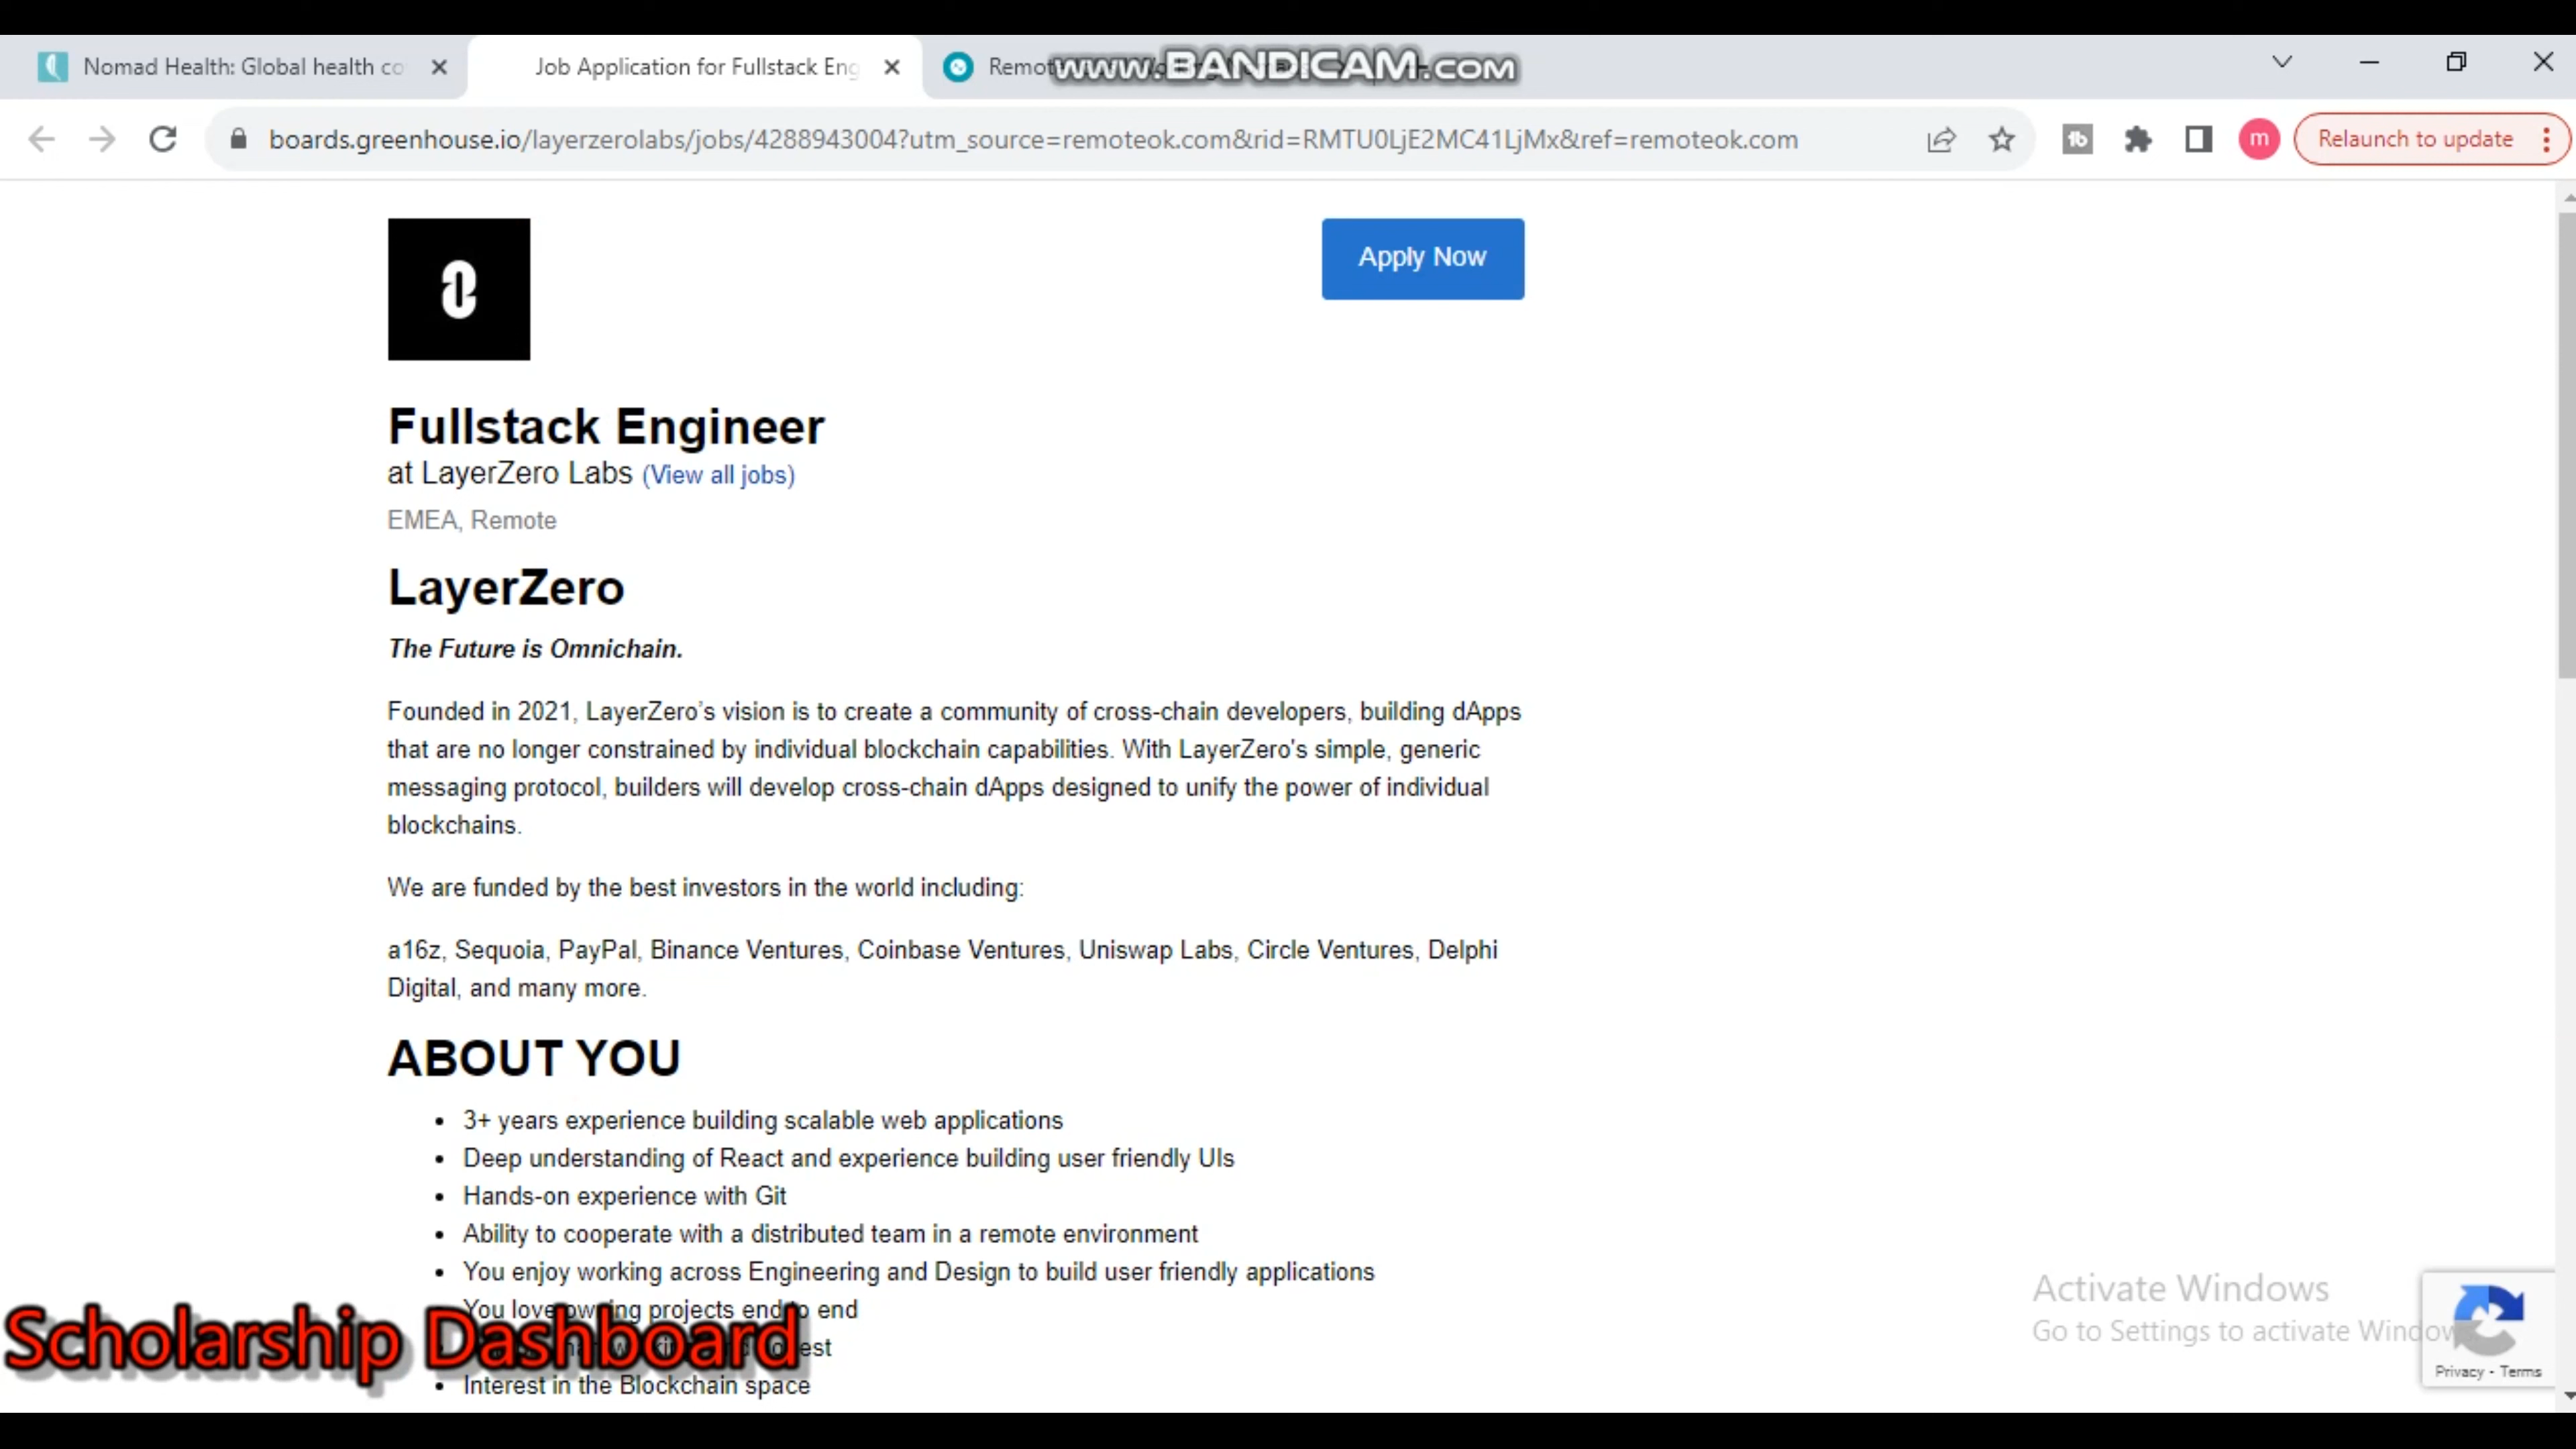 Nomad Health: Global health co
Job Application for Fullstack Eng
Remot
www.BANDICAM.com
boards.greenhouse.io/layerzerolabs/jobs/4288943004?utm_source=remoteok.com&rid=RMTU0LjE2MC41LjMx&ref=remoteok.com
m
Relaunch to update
Apply Now
Fullstack Engineer
at LayerZero Labs (View all jobs)
EMEA, Remote
LayerZero
The Future is Omnichain.
Founded in 2021, LayerZero's vision is to create a community of cross-chain developers, building dApps
that are no longer constrained by individual blockchain capabilities. With LayerZero's simple, generic
messaging protocol, builders will develop cross-chain dApps designed to unify the power of individual
blockchains.
We are funded by the best investors in the world including:
a16z, Sequoia, PayPal, Binance Ventures, Coinbase Ventures, Uniswap Labs, Circle Ventures, Delphi
Digital, and many more.
ABOUT YOU
• 3+ years experience building scalable web applications
• Deep understanding of React and experience building user friendly UIs
• Hands-on experience with Git
• Ability to cooperate with a distributed team in a remote environment
• You enjoy working across Engineering and Design to build user friendly applications
You love owning projects end to end
• Interest in the Blockchain space
Scholarship Dashboard
Activate Windows
Go to Settings to activate Windows
Privacy - Terms